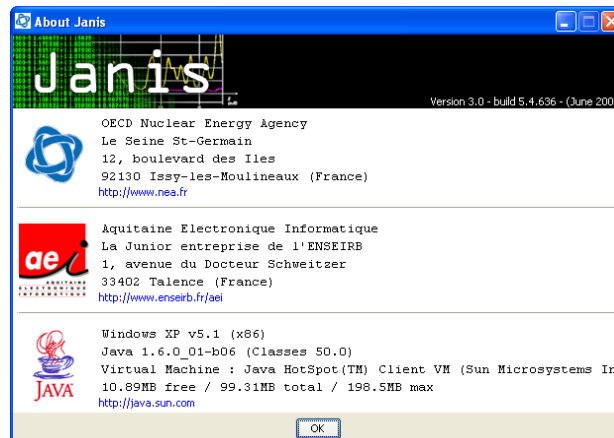 About Janis
Janis
Version 3.0 - build 5.4.636 - (June 200
OECD Nuclear Energy Agency
Le Seine St-Germain
12, boulevard des Iles
92130 Issy-les-Moulineaux (France)
http://www.nea.fr
aei
AQUITAINE
ELECTRONIQUE
INFORMATIQUE
Aquitaine Electronique Informatique
La Junior entreprise de l'ENSEIRB
1, avenue du Docteur Schweitzer
33402 Talence (France)
http://www.enseirb.fr/aei
JAVA
Windows XP v5.1 (x86)
Java 1.6.0_01-b06 (Classes 50.0)
Virtual Machine : Java HotSpot(TM) Client VM (Sun Microsystems In
10.89MB free / 99.31MB total / 198.5MB max
http://java.sun.com
OK